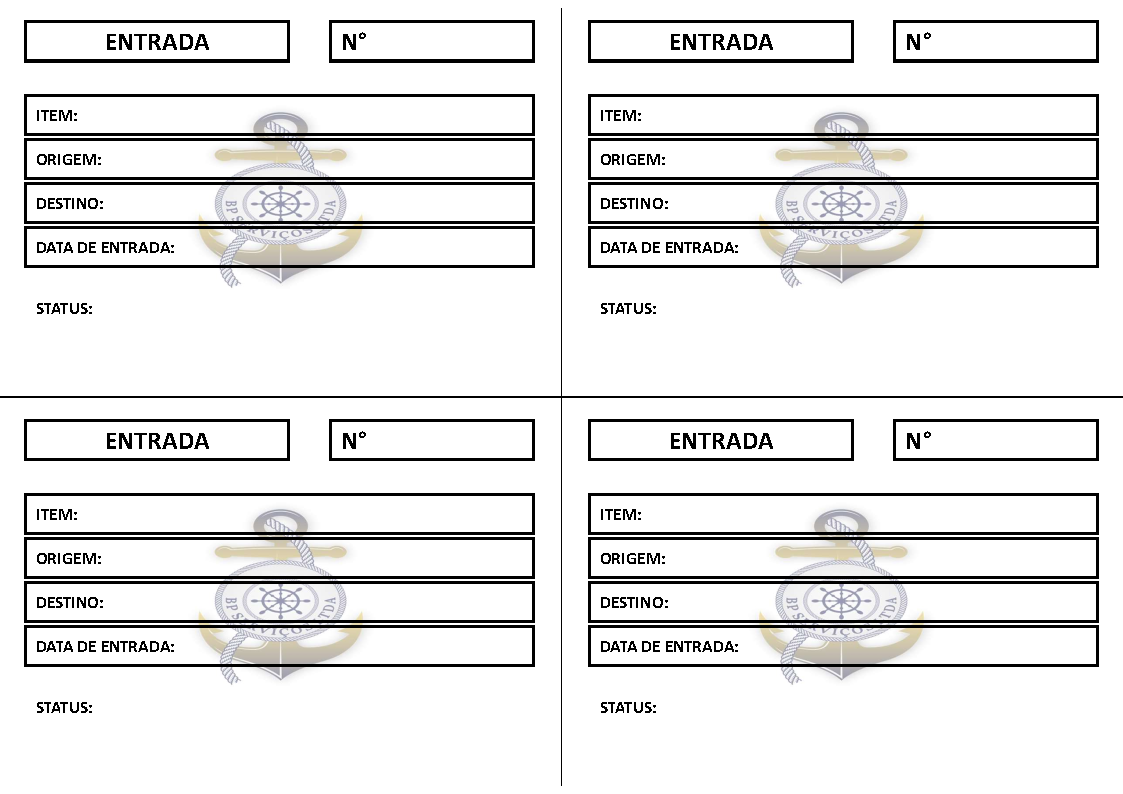 ENTRADA
N°
ITEM:
ORIGEM:
DESTINO:
DATA DE ENTRADA:
BP SERVIÇOS LTDA
STATUS:
ENTRADA
N°
ITEM:
ORIGEM:
DESTINO:
DATA DE ENTRADA:
BP SERVIÇOS LTDA
STATUS:
ENTRADA
N°
ITEM:
ORIGEM:
DESTINO:
DATA DE ENTRADA:
BP SERVIÇOS LTDA
STATUS:
ENTRADA
N°
ITEM:
ORIGEM:
DESTINO:
DATA DE ENTRADA:
BP SERVIÇOS LTDA
STATUS: